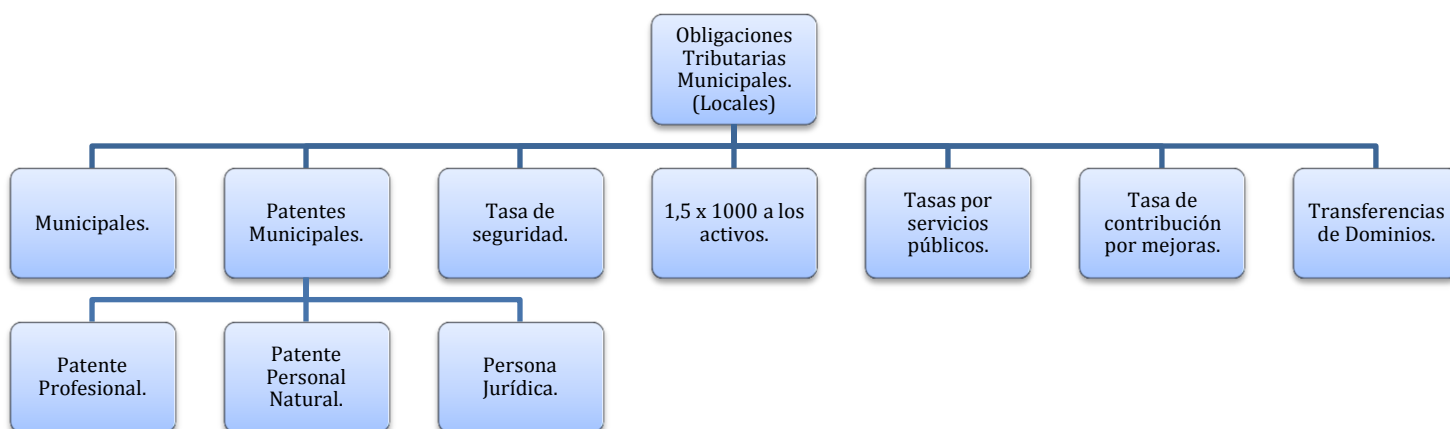 Obligaciones
Tributarias
Municipales.
(Locales)
Municipales.
Patentes
Municipales.
Tasa de
seguridad.
1,5 x 1000 a los
activos.
Tasas por
servicios
públicos.
Tasa de
contribución
por mejoras.
Transferencias
de Dominios.
Patente
Profesional.
Patente
Personal
Natural.
Persona
Jurídica.